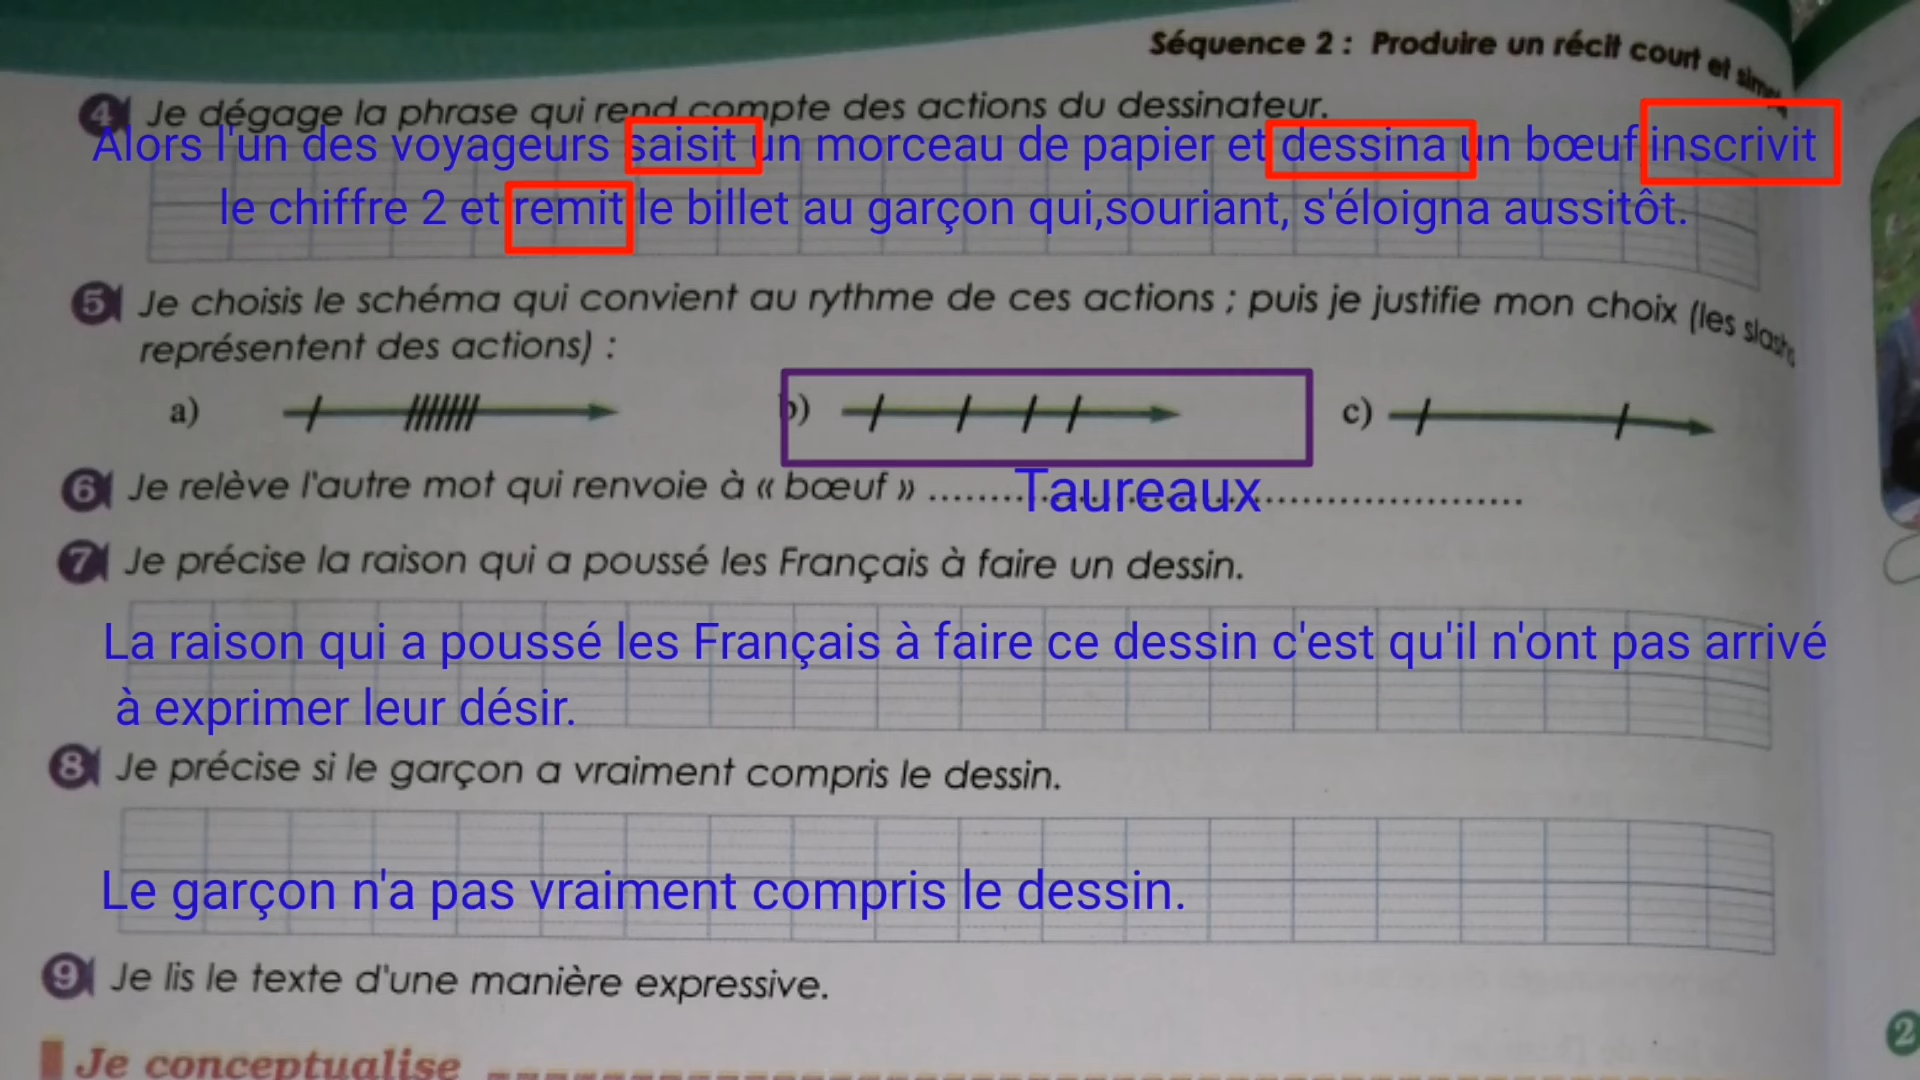 Séquence 2 : Produire un récit court et
4 Je dégage la phrase qui rend compte des actions du dessinateur.
Alors l'un des voyageurs saisit un morceau de papier et dessina un bœuf inscrivit
le chiffre 2 et remit le billet au garçon qui,souriant, s'éloigna aussitôt.
5 Je choisis le schéma qui convient au rythme de ces actions ; puis je justifie mon choix (les
représentent des actions) :
a) b) c)
6 Je relève l'autre mot qui renvoie à « bœuf » ........Taureaux........................
7 Je précise la raison qui a poussé les Français à faire un dessin.
La raison qui a poussé les Français à faire ce dessin c'est qu'il n'ont pas arrivé
à exprimer leur désir.
8 Je précise si le garçon a vraiment compris le dessin.
Le garçon n'a pas vraiment compris le dessin.
9 Je lis le texte d'une manière expressive.
Je conceptualise
2